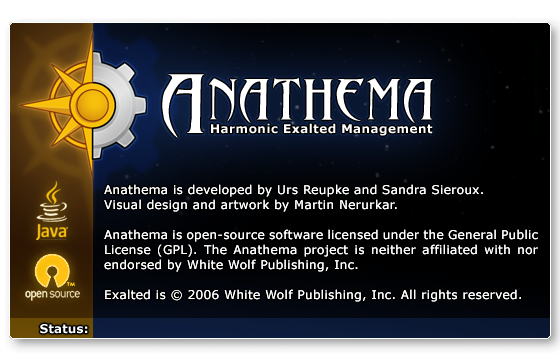 ANATHEMA
Harmonic Exalted Management
Anathema is developed by Urs Reupke and Sandra Sieroux.
Visual design and artwork by Martin Nerurkar.
Anathema is open-source software licensed under the General Public
License (GPL). The Anathema project is neither affiliated with nor
endorsed by White Wolf Publishing, Inc.
Exalted is © 2006 White Wolf Publishing, Inc. All rights reserved.
Java
open source™
Status: